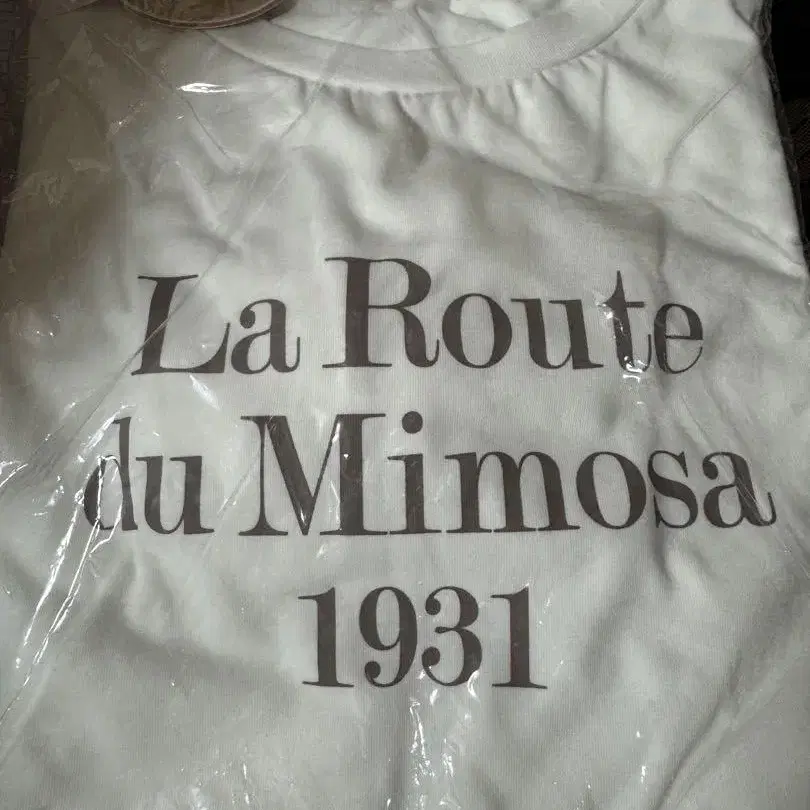 La Route
du Mimosa
1931